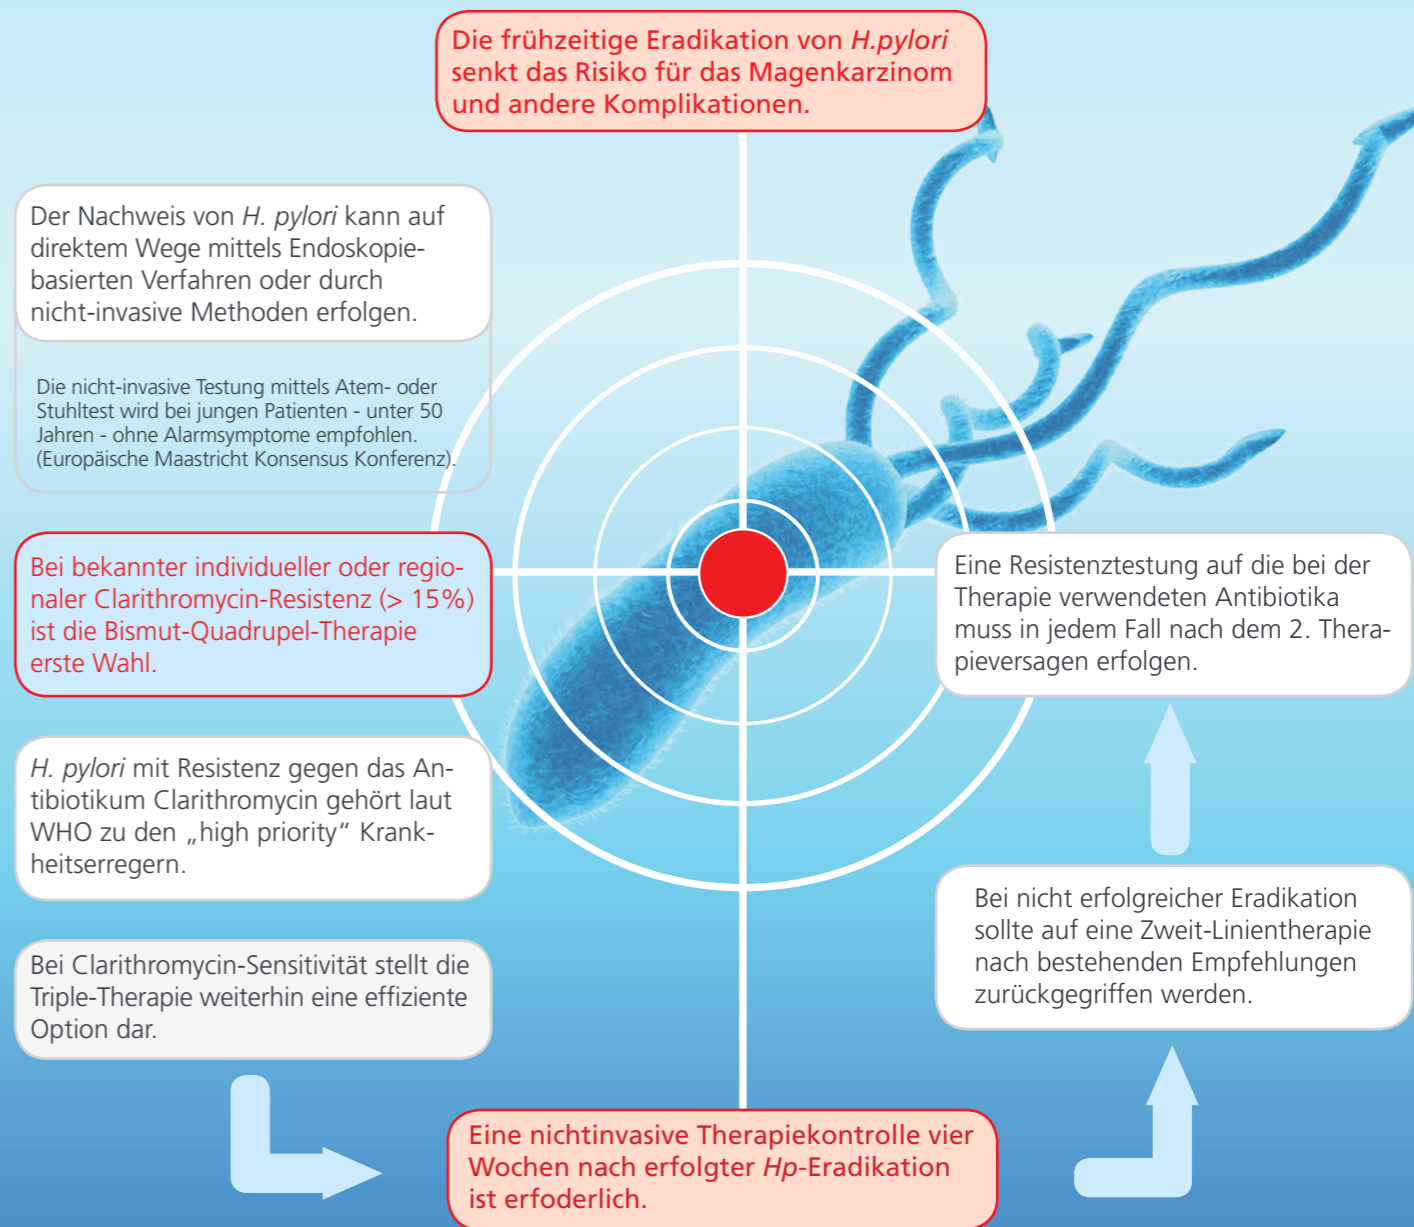 Die frühzeitige Eradikation von H.pylori
senkt das Risiko für das Magenkarzinom
und andere Komplikationen.
Der Nachweis von H. pylori kann auf
direktem Wege mittels Endoskopie-
basierten Verfahren oder durch
nicht-invasive Methoden erfolgen.
Die nicht-invasive Testung mittels Atem- oder
Stuhltest wird bei jungen Patienten - unter 50
Jahren - ohne Alarmsymptome empfohlen.
(Europäische Maastricht Konsensus Konferenz).
Bei bekannter individueller oder regio-
naler Clarithromycin-Resistenz (> 15%)
ist die Bismut-Quadrupel-Therapie
erste Wahl.
H. pylori mit Resistenz gegen das An-
tibiotikum Clarithromycin gehört laut
WHO zu den „high priority“ Krank-
heitserregern.
Bei Clarithromycin-Sensitivität stellt die
Triple-Therapie weiterhin eine effiziente
Option dar.
Eine nichtinvasive Therapiekontrolle vier
Wochen nach erfolgter Hp-Eradikation
ist erfoderlich.
Bei nicht erfolgreicher Eradikation
sollte auf eine Zweit-Linientherapie
nach bestehenden Empfehlungen
zurückgegriffen werden.
Eine Resistenztestung auf die bei der
Therapie verwendeten Antibiotika
muss in jedem Fall nach dem 2. Thera-
pieversagen erfolgen.